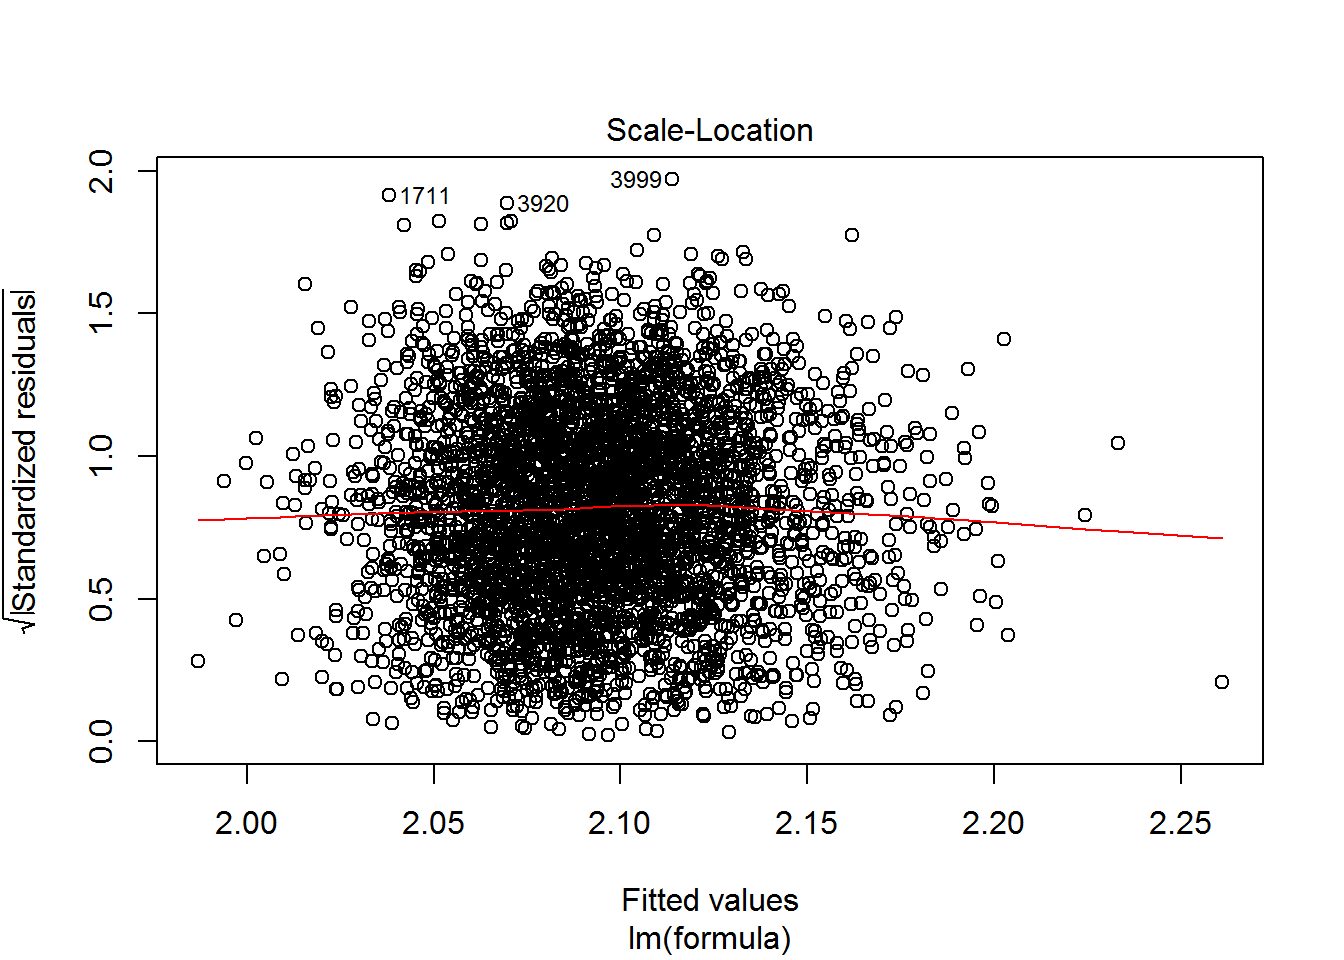 Scale-Location
√|Standardized residuals|
2.0
1.5
1.0
0.5
0.0
3999
1711
3920
2.00 2.05 2.10 2.15 2.20 2.25
Fitted values
lm(formula)